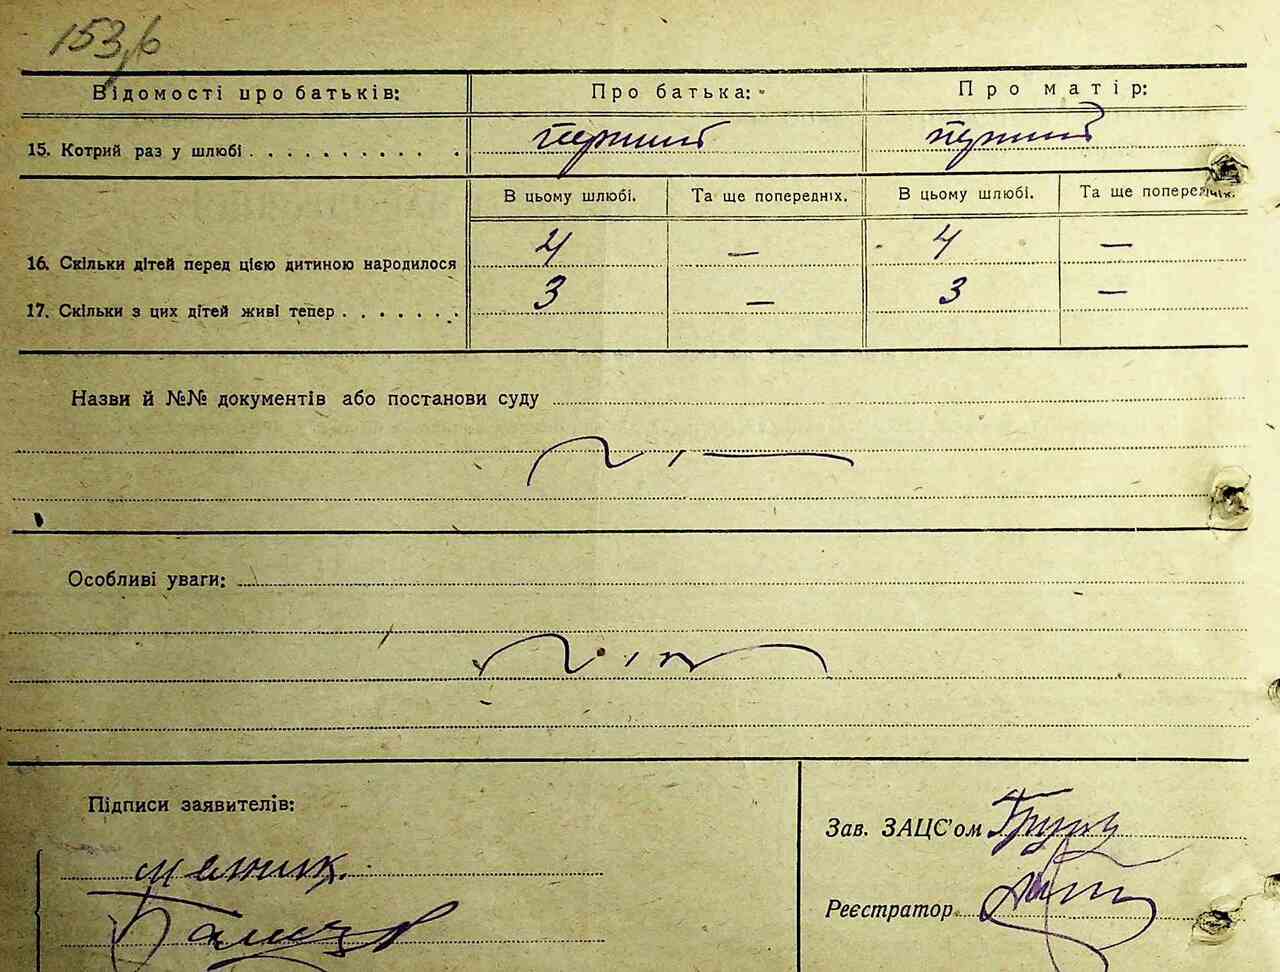 153,б
Відомості про батьків: Про батька: Про матір:
15. Котрий раз у шлюбі перший перший
В цьому шлюбі. Та ще попередніх. В цьому шлюбі. Та ще попередніх.
16. Скільки дітей перед цією дитиною народилося 4 — 4 —
17. Скільки з цих дітей живі тепер 3 — 3 —
Назви й №№ документів або постанови суду
Особливі уваги:
Підписи заявителів:
Зав. ЗАЦС'ом
Реєстратор